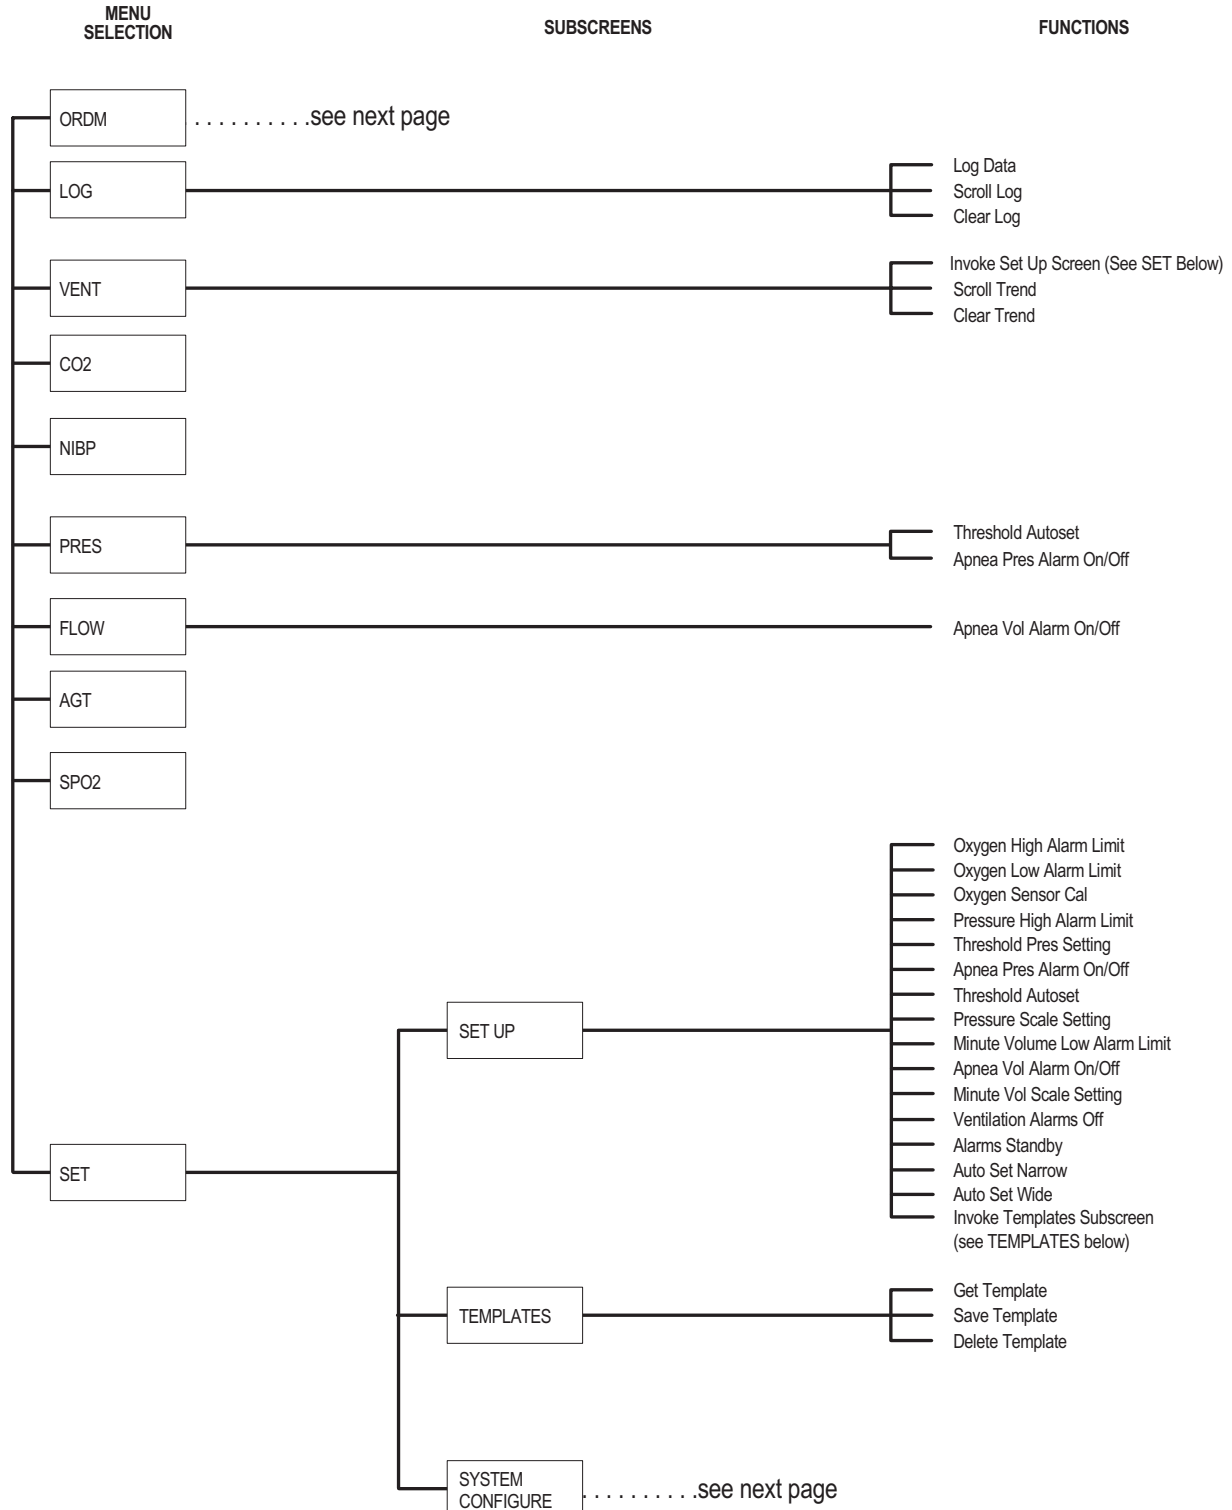 MENU
SELECTION
SUBSCREENS
FUNCTIONS
ORDM
. . . . . . . . . .see next page
LOG
Log Data
Scroll Log
Clear Log
VENT
Invoke Set Up Screen (See SET Below)
Scroll Trend
Clear Trend
CO2
NIBP
PRES
Threshold Autoset
Apnea Pres Alarm On/Off
FLOW
Apnea Vol Alarm On/Off
AGT
SPO2
SET
SET UP
Oxygen High Alarm Limit
Oxygen Low Alarm Limit
Oxygen Sensor Cal
Pressure High Alarm Limit
Threshold Pres Setting
Apnea Pres Alarm On/Off
Threshold Autoset
Pressure Scale Setting
Minute Volume Low Alarm Limit
Apnea Vol Alarm On/Off
Minute Vol Scale Setting
Ventilation Alarms Off
Alarms Standby
Auto Set Narrow
Auto Set Wide
Invoke Templates Subscreen
(see TEMPLATES below)
TEMPLATES
Get Template
Save Template
Delete Template
SYSTEM
CONFIGURE
. . . . . . . . . .see next page